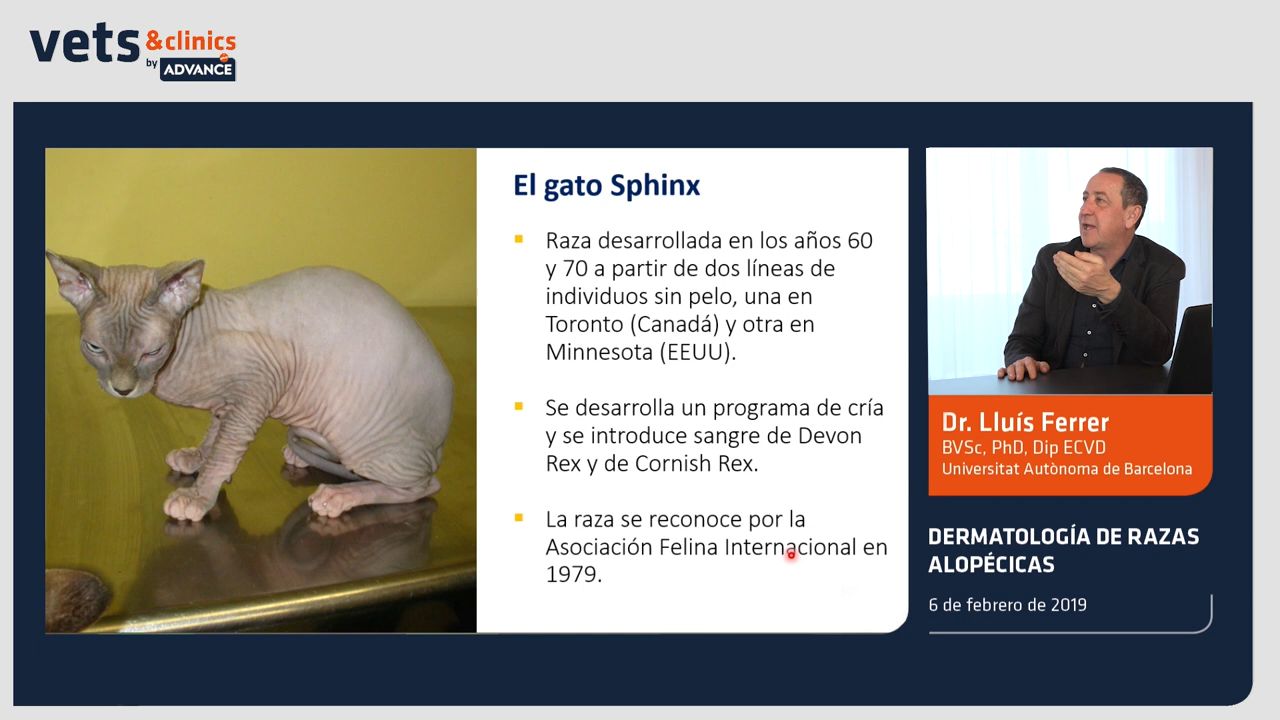 vets &clinics
by ADVANCE
El gato Sphinx
Raza desarrollada en los años 60
y 70 a partir de dos líneas de
individuos sin pelo, una en
Toronto (Canadá) y otra en
Minnesota (EEUU).
Se desarrolla un programa de cría
y se introduce sangre de Devon
Rex y de Cornish Rex.
La raza se reconoce por la
Asociación Felina Internacional en
1979.
Dr. Lluís Ferrer
BVSc, PhD, Dip ECVD
Universitat Autònoma de Barcelona
DERMATOLOGÍA DE RAZAS
ALOPÉCICAS
6 de febrero de 2019